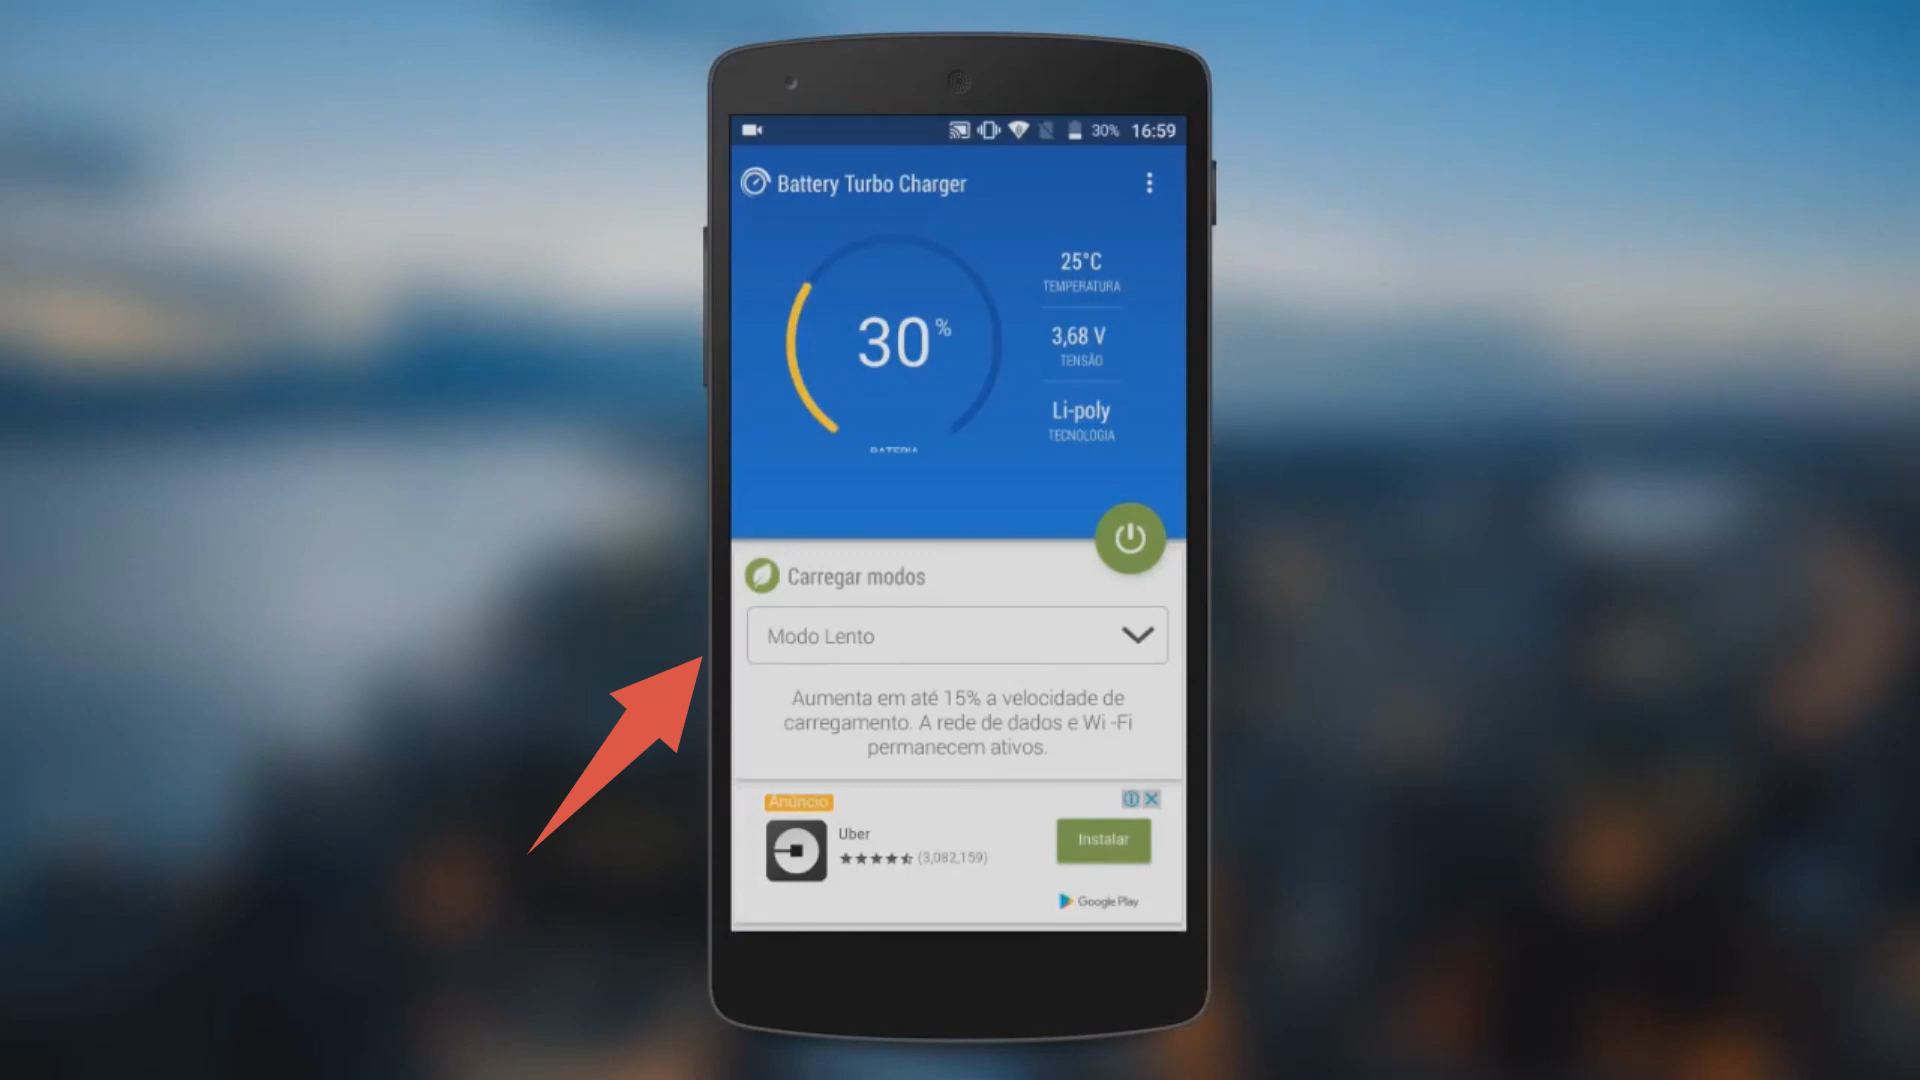 30% 16:59
Battery Turbo Charger
30%
BATERIA
25°C
TEMPERATURA
3,68 V
TENSÃO
Li-poly
TECNOLOGIA
Carregar modos
Modo Lento
Aumenta em até 15% a velocidade de
carregamento. A rede de dados e Wi -Fi
permanecem ativos.
Anúncio
Uber
(3,082,159)
Instalar
Google Play